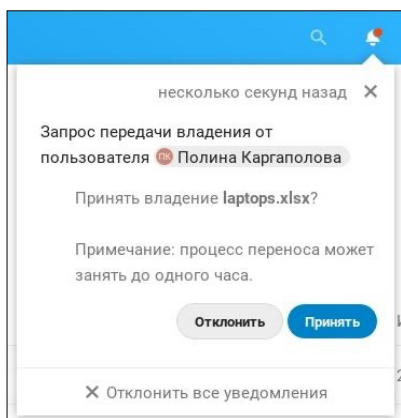 несколько секунд назад
Запрос передачи владения от
пользователя ПК Полина Каргаполова
Принять владение laptops.xlsx?
Примечание: процесс переноса может
занять до одного часа.
Отклонить Принять
Отклонить все уведомления